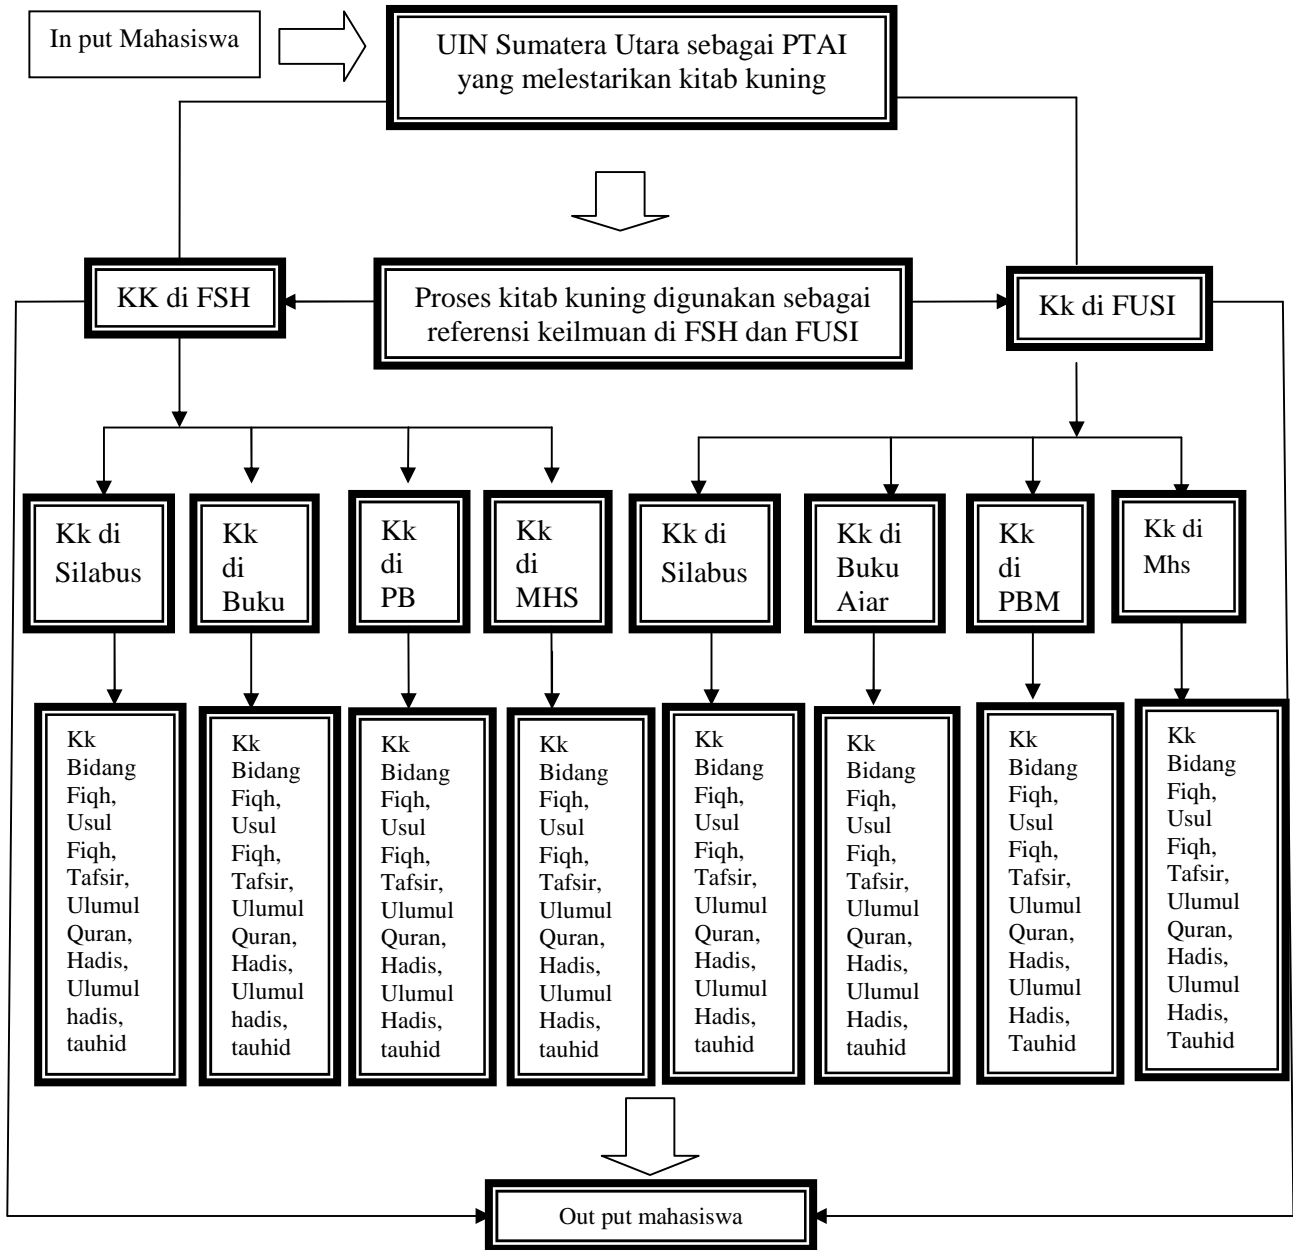 In put Mahasiswa
UIN Sumatera Utara sebagai PTAI
yang melestarikan kitab kuning
KK di FSH
Proses kitab kuning digunakan sebagai
referensi keilmuan di FSH dan FUSI
Kk di FUSI
Kk di
Silabus
Kk
di
Buku
Kk
di
PB
Kk
di
MHS
Kk di
Silabus
Kk di
Buku
Ajar
Kk
di
PBM
Kk di
Mhs
Kk
Bidang
Fiqh,
Usul
Fiqh,
Tafsir,
Ulumul
Quran,
Hadis,
Ulumul
hadis,
tauhid
Kk
Bidang
Fiqh,
Usul
Fiqh,
Tafsir,
Ulumul
Quran,
Hadis,
Ulumul
hadis,
tauhid
Kk
Bidang
Fiqh,
Usul
Fiqh,
Tafsir,
Ulumul
Quran,
Hadis,
Ulumul
Hadis,
tauhid
Kk
Bidang
Fiqh,
Usul
Fiqh,
Tafsir,
Ulumul
Quran,
Hadis,
Ulumul
Hadis,
tauhid
Kk
Bidang
Fiqh,
Usul
Fiqh,
Tafsir,
Ulumul
Quran,
Hadis,
Ulumul
Hadis,
tauhid
Kk
Bidang
Fiqh,
Usul
Fiqh,
Tafsir,
Ulumul
Quran,
Hadis,
Ulumul
Hadis,
tauhid
Kk
Bidang
Fiqh,
Usul
Fiqh,
Tafsir,
Ulumul
Quran,
Hadis,
Ulumul
Hadis,
Tauhid
Kk
Bidang
Fiqh,
Usul
Fiqh,
Tafsir,
Ulumul
Quran,
Hadis,
Ulumul
Hadis,
Tauhid
Out put mahasiswa